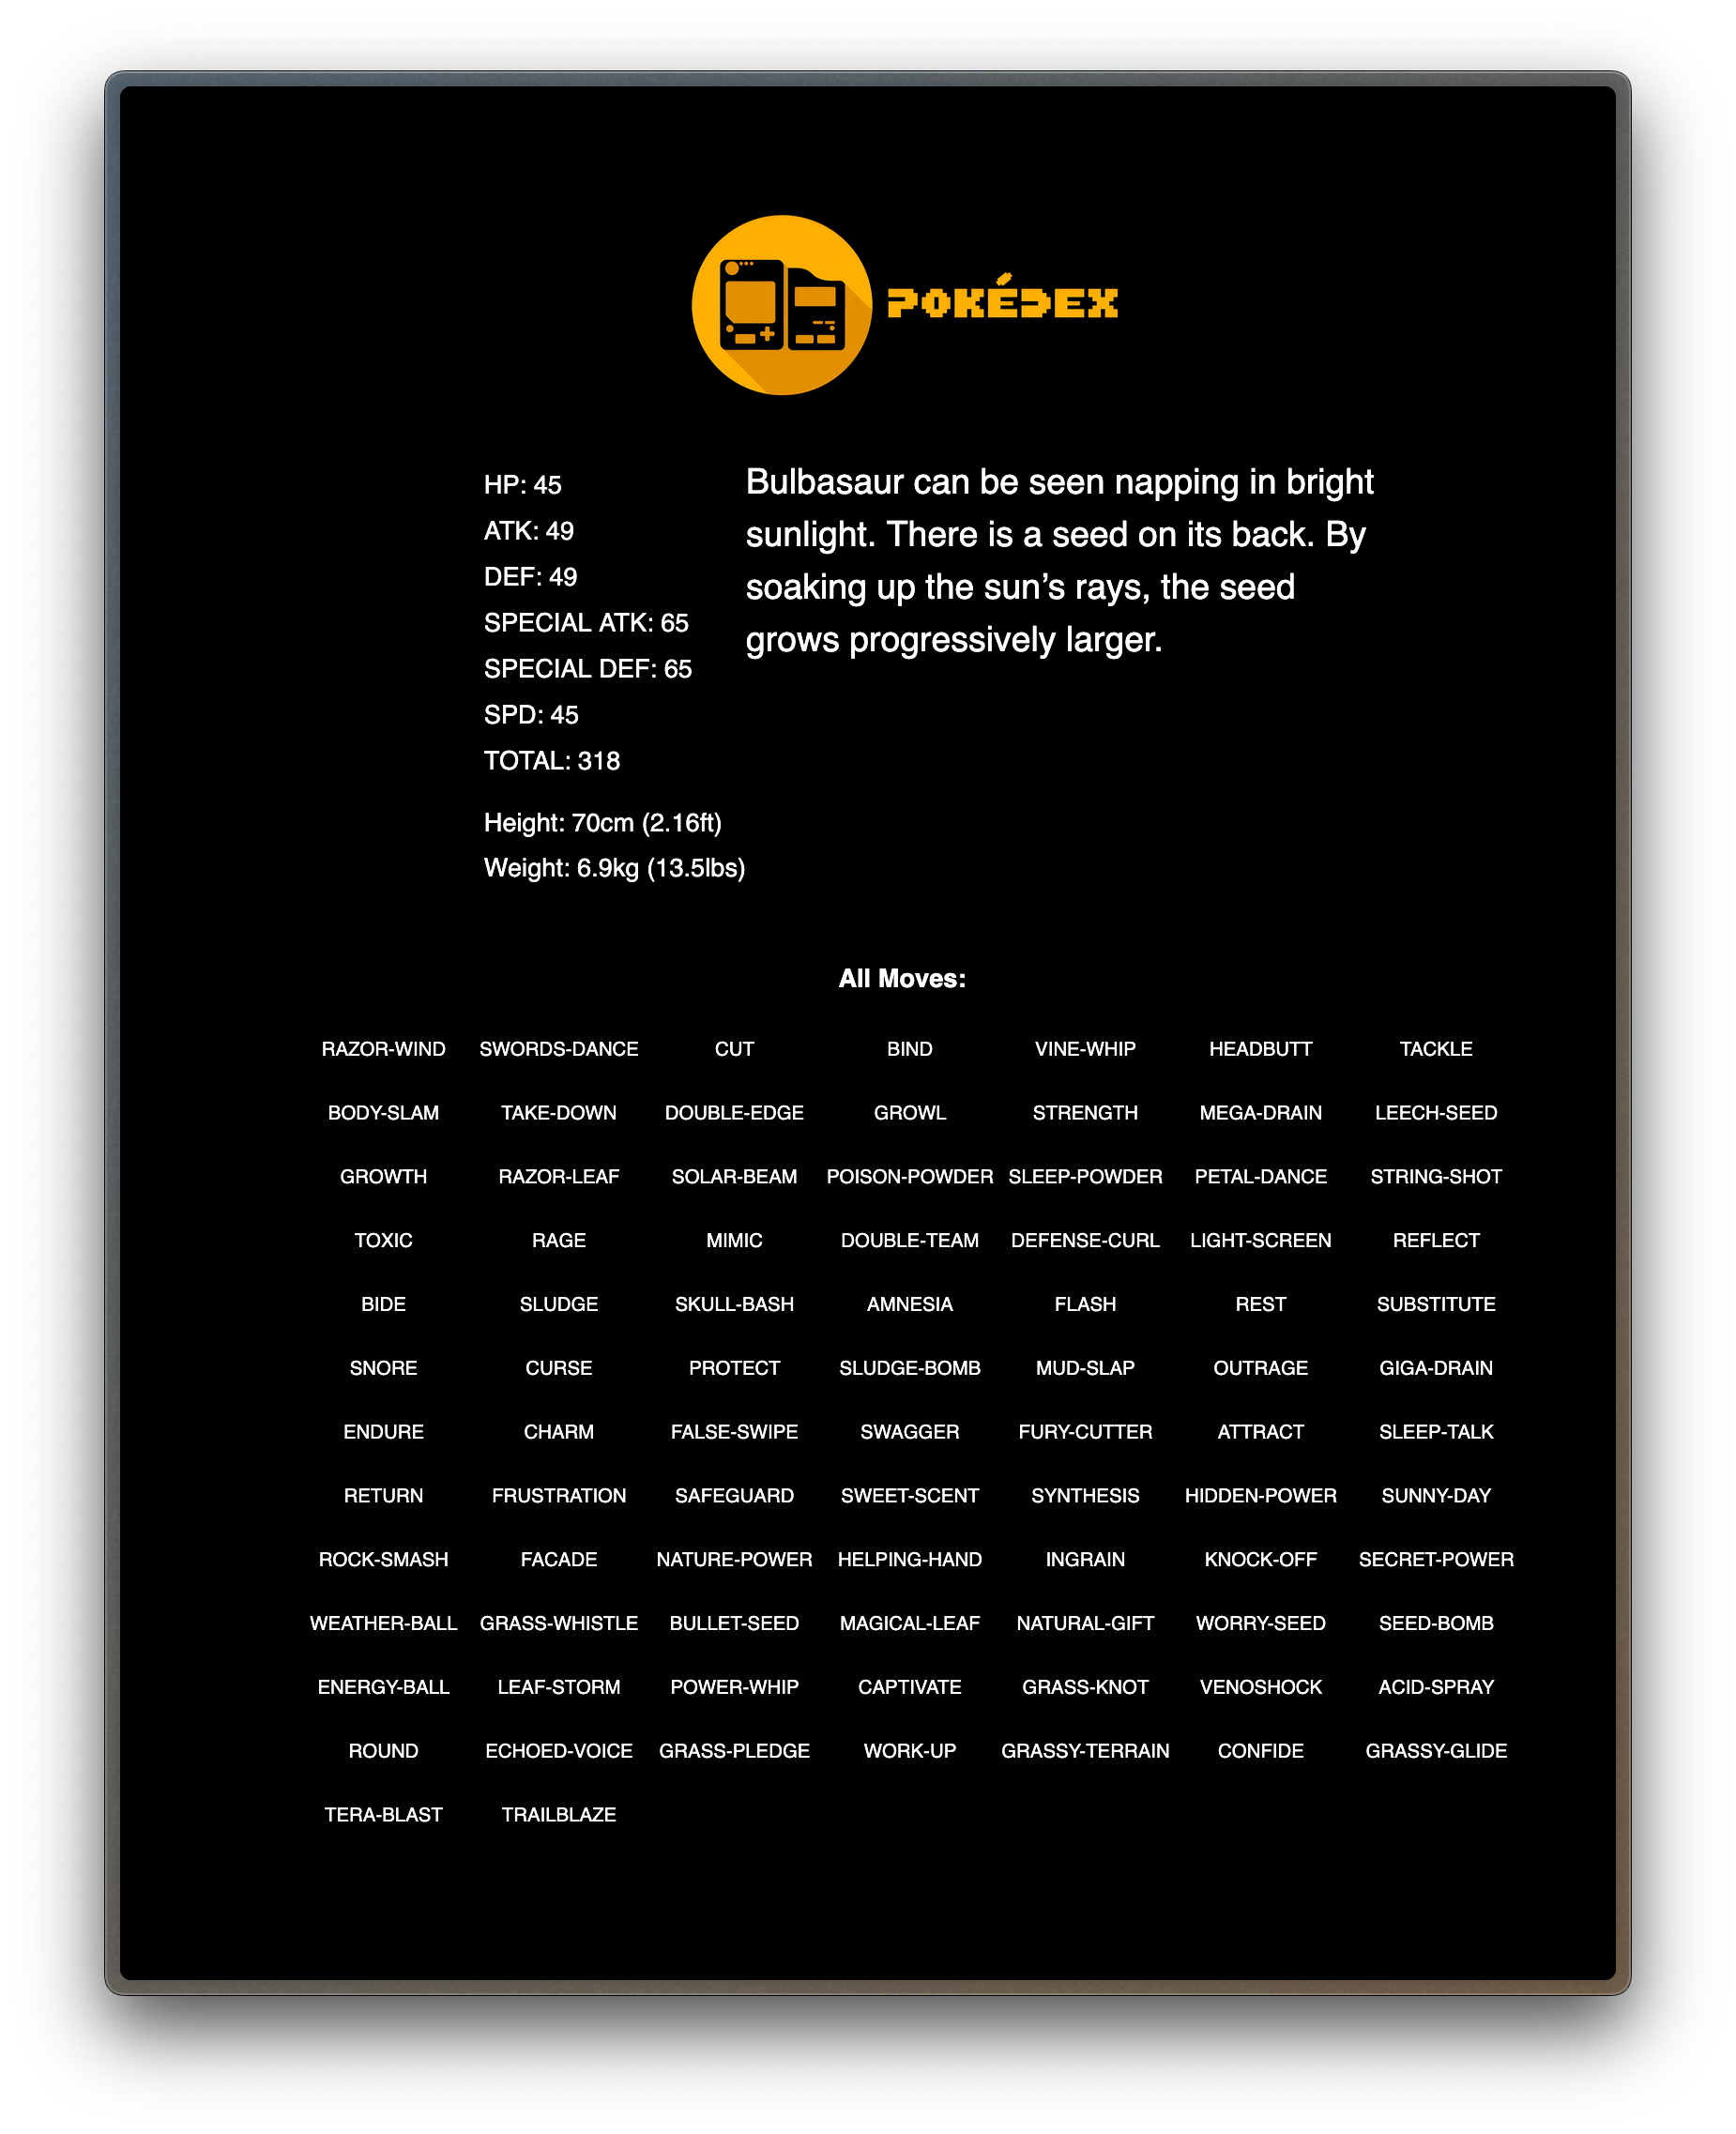 POKÉDEX
HP: 45
ATK: 49
DEF: 49
SPECIAL ATK: 65
SPECIAL DEF: 65
SPD: 45
TOTAL: 318
Height: 70cm (2.16ft)
Weight: 6.9kg (13.5lbs)
Bulbasaur can be seen napping in bright
sunlight. There is a seed on its back. By
soaking up the sun’s rays, the seed
grows progressively larger.
All Moves:
RAZOR-WIND SWORDS-DANCE CUT BIND VINE-WHIP HEADBUTT TACKLE
BODY-SLAM TAKE-DOWN DOUBLE-EDGE GROWL STRENGTH MEGA-DRAIN LEECH-SEED
GROWTH RAZOR-LEAF SOLAR-BEAM POISON-POWDER SLEEP-POWDER PETAL-DANCE STRING-SHOT
TOXIC RAGE MIMIC DOUBLE-TEAM DEFENSE-CURL LIGHT-SCREEN REFLECT
BIDE SLUDGE SKULL-BASH AMNESIA FLASH REST SUBSTITUTE
SNORE CURSE PROTECT SLUDGE-BOMB MUD-SLAP OUTRAGE GIGA-DRAIN
ENDURE CHARM FALSE-SWIPE SWAGGER FURY-CUTTER ATTRACT SLEEP-TALK
RETURN FRUSTRATION SAFEGUARD SWEET-SCENT SYNTHESIS HIDDEN-POWER SUNNY-DAY
ROCK-SMASH FACADE NATURE-POWER HELPING-HAND INGRAIN KNOCK-OFF SECRET-POWER
WEATHER-BALL GRASS-WHISTLE BULLET-SEED MAGICAL-LEAF NATURAL-GIFT WORRY-SEED SEED-BOMB
ENERGY-BALL LEAF-STORM POWER-WHIP CAPTIVATE GRASS-KNOT VENOSHOCK ACID-SPRAY
ROUND ECHOED-VOICE GRASS-PLEDGE WORK-UP GRASSY-TERRAIN CONFIDE GRASSY-GLIDE
TERA-BLAST TRAILBLAZE